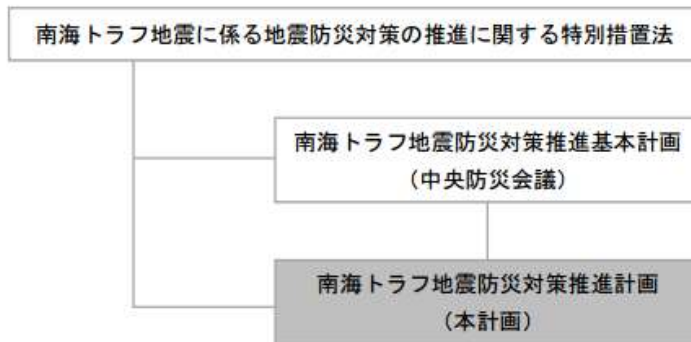 南海トラフ地震に係る地震防災対策の推進に関する特別措置法
南海トラフ地震防災対策推進基本計画
（中央防災会議）
南海トラフ地震防災対策推進計画
（本計画）